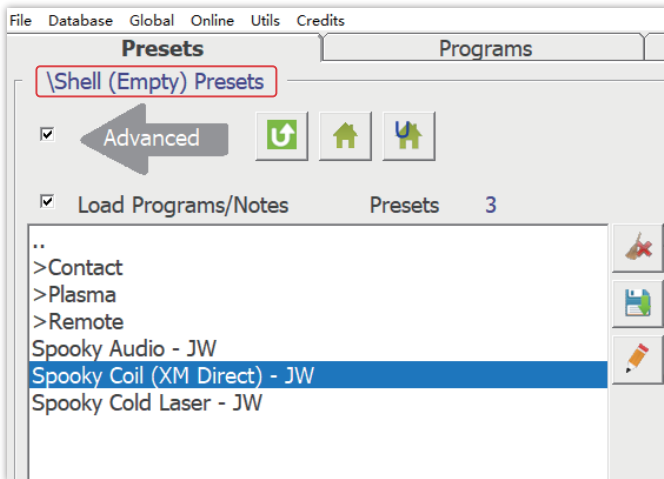 File Database Global Online Utils Credits
Presets Programs
\Shell (Empty) Presets
Advanced
Load Programs/Notes Presets 3
..
>Contact
>Plasma
>Remote
Spooky Audio - JW
Spooky Coil (XM Direct) - JW
Spooky Cold Laser - JW